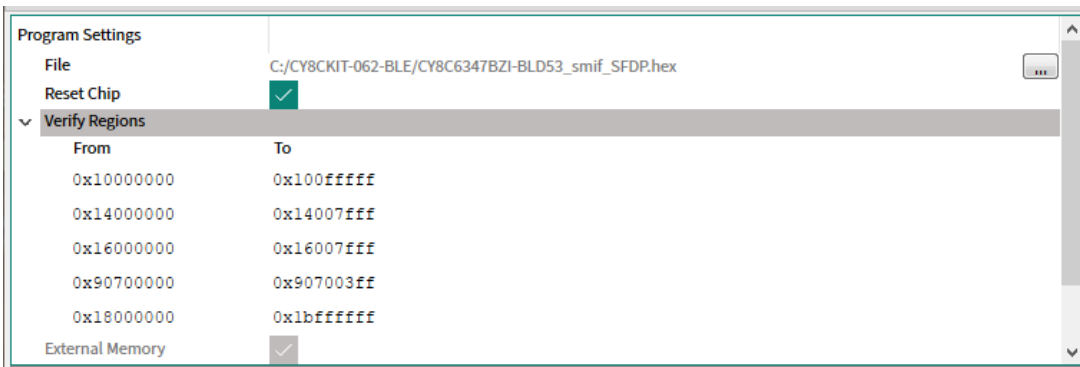 Program Settings
File C:/CY8CKIT-062-BLE/CY8C6347BZI-BLD53_smif_SFDP.hex ...
Reset Chip
Verify Regions
From To
0x10000000 0x100fffff
0x14000000 0x14007fff
0x16000000 0x16007fff
0x90700000 0x907003ff
0x18000000 0x1bffffff
External Memory